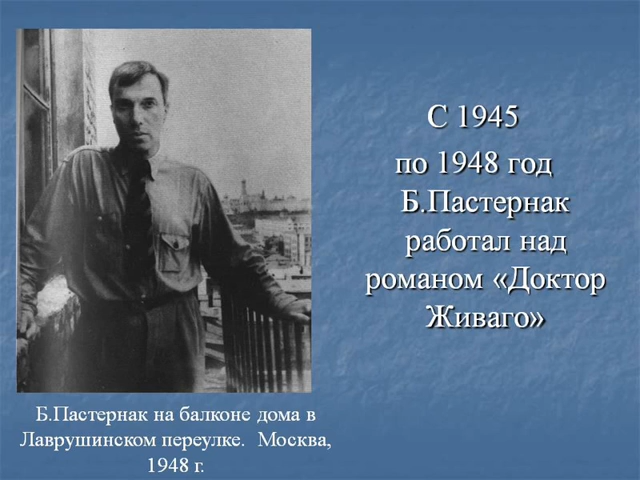 С 1945
по 1948 год
Б.Пастернак
работал над
романом «Доктор
Живаго»
Б.Пастернак на балконе дома в
Лаврушинском переулке. Москва,
1948 г.